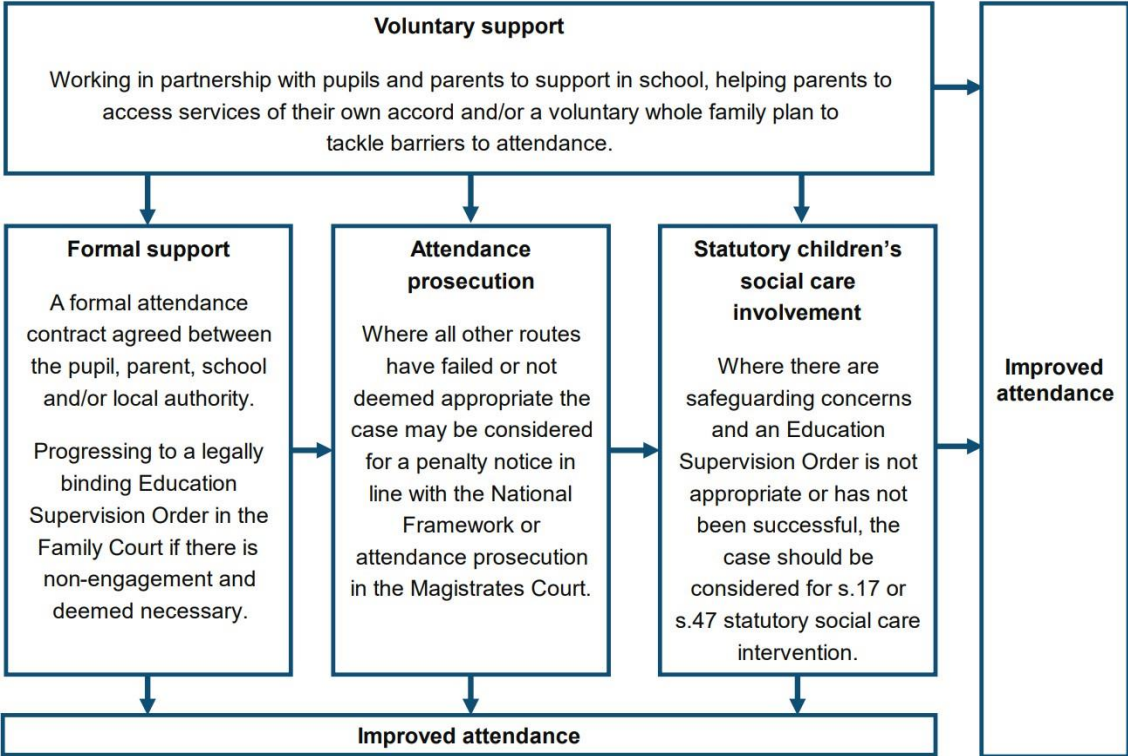 Voluntary support
Working in partnership with pupils and parents to support in school, helping parents to
access services of their own accord and/or a voluntary whole family plan to
tackle barriers to attendance.
Formal support
A formal attendance
contract agreed between
the pupil, parent, school
and/or local authority.
Progressing to a legally
binding Education
Supervision Order in the
Family Court if there is
non-engagement and
deemed necessary.
Attendance
prosecution
Where all other routes
have failed or not
deemed appropriate the
case may be considered
for a penalty notice in
line with the National
Framework or
attendance prosecution
in the Magistrates Court.
Statutory children’s
social care
involvement
Where there are
safeguarding concerns
and an Education
Supervision Order is not
appropriate or has not
been successful, the
case should be
considered for s.17 or
s.47 statutory social care
intervention.
Improved
attendance
Improved attendance